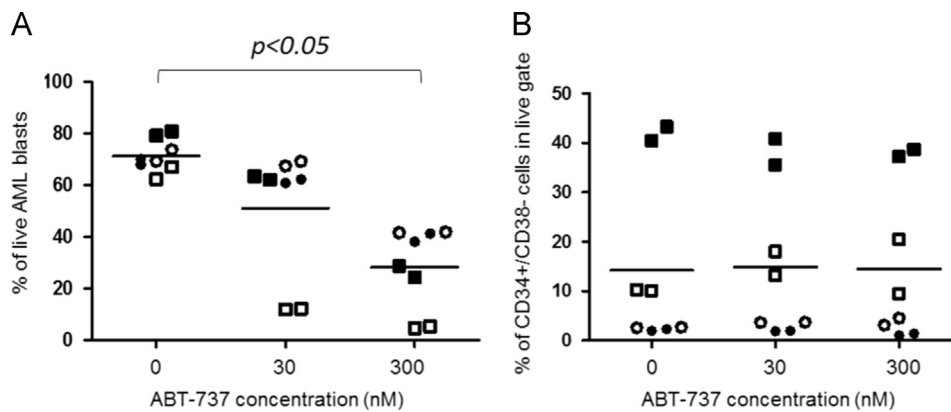 A
p<0.05
% of live AML blasts
100
80
60
40
20
0
0 30 300
ABT-737 concentration (nM)
B
% of CD34+/CD38- cells in live gate
50
40
30
20
10
0
0 30 300
ABT-737 concentration (nM)